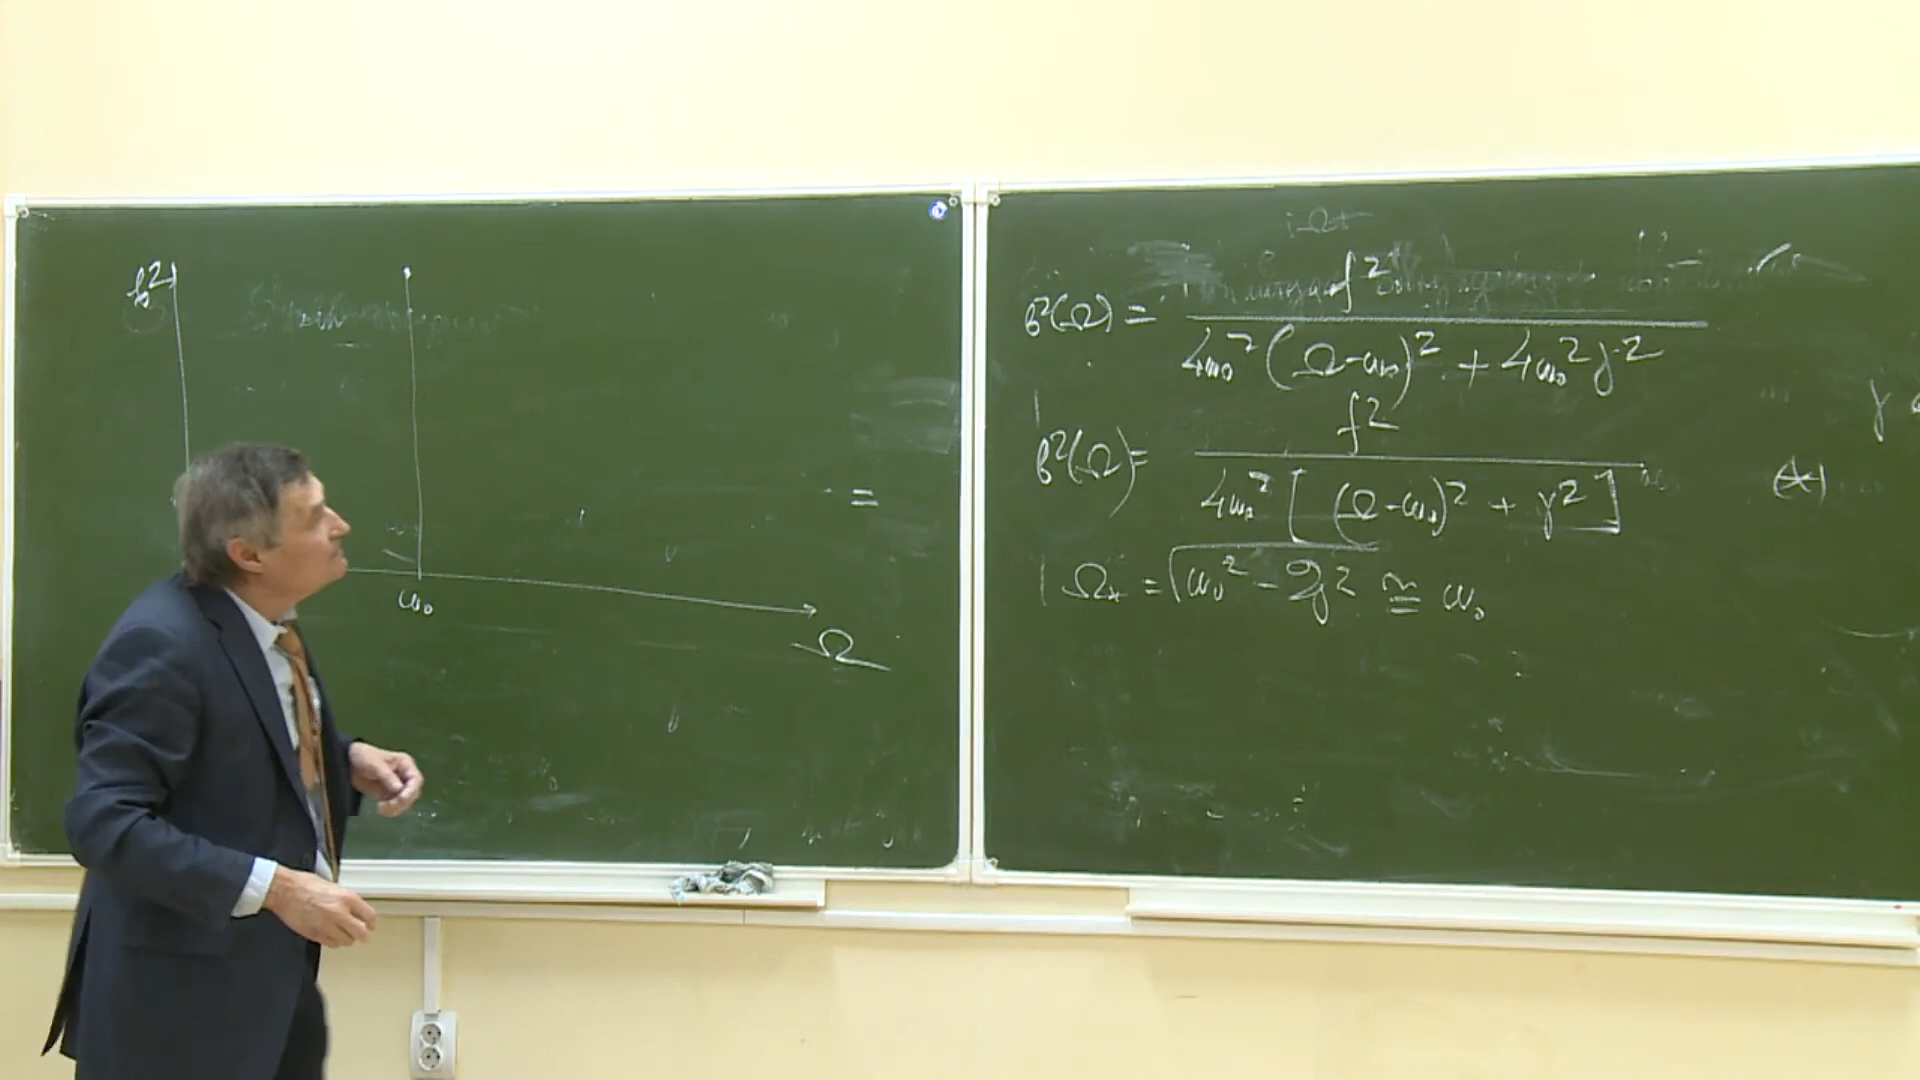 b²
ω₀
Ω
=
b²(Ω) = f² / 4ω₀²(Ω-ω₀)² + 4ω₀²γ²
b²(Ω) = f² / 4ω₀²[(Ω-ω₀)² + γ²] (*)
Ω* = √ω₀² - 2γ² ≅ ω₀
γ